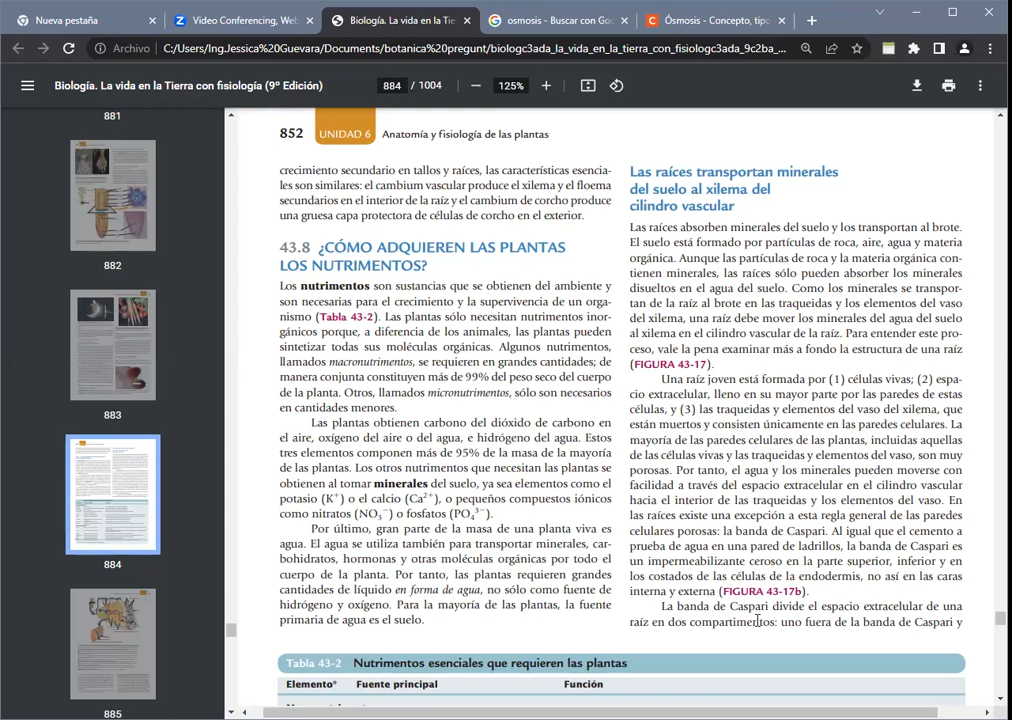 Nueva pestaña
Video Conferencing, Web
Biología. La vida en la Tie
osmosis - Buscar con Goo
Ósmosis - Concepto, tipo
Archivo
C:/Users/Ing.Jessica%20Guevara/Documents/botanica%20pregunt/biologc3ada_la_vida_en_la_tierra_con_fisiologc3ada_9c2ba_...
Biología. La vida en la Tierra con fisiología (9º Edición)
884 / 1004
125%
881
882
883
884
885
852 UNIDAD 6 Anatomía y fisiología de las plantas
crecimiento secundario en tallos y raíces, las características esencia-
les son similares: el cambium vascular produce el xilema y el floema
secundarios en el interior de la raíz y el cambium de corcho produce
una gruesa capa protectora de células de corcho en el exterior.
43.8 ¿CÓMO ADQUIEREN LAS PLANTAS
LOS NUTRIMENTOS?
Los nutrimentos son sustancias que se obtienen del ambiente y
son necesarias para el crecimiento y la supervivencia de un orga-
nismo (Tabla 43-2). Las plantas sólo necesitan nutrimentos inor-
gánicos porque, a diferencia de los animales, las plantas pueden
sintetizar todas sus moléculas orgánicas. Algunos nutrimentos,
llamados macronutrimentos, se requieren en grandes cantidades; de
manera conjunta constituyen más de 99% del peso seco del cuerpo
de la planta. Otros, llamados micronutrimentos, sólo son necesarios
en cantidades menores.
Las plantas obtienen carbono del dióxido de carbono en
el aire, oxígeno del aire o del agua, e hidrógeno del agua. Estos
tres elementos componen más de 95% de la masa de la mayoría
de las plantas. Los otros nutrimentos que necesitan las plantas se
obtienen al tomar minerales del suelo, ya sea elementos como el
potasio (K⁺) o el calcio (Ca²⁺), o pequeños compuestos iónicos
como nitratos (NO₃⁻) o fosfatos (PO₄³⁻).
Por último, gran parte de la masa de una planta viva es
agua. El agua se utiliza también para transportar minerales, car-
bohidratos, hormonas y otras moléculas orgánicas por todo el
cuerpo de la planta. Por tanto, las plantas requieren grandes
cantidades de líquido en forma de agua, no sólo como fuente de
hidrógeno y oxígeno. Para la mayoría de las plantas, la fuente
primaria de agua es el suelo.
Las raíces transportan minerales
del suelo al xilema del
cilindro vascular
Las raíces absorben minerales del suelo y los transportan al brote.
El suelo está formado por partículas de roca, aire, agua y materia
orgánica. Aunque las partículas de roca y la materia orgánica con-
tienen minerales, las raíces sólo pueden absorber los minerales
disueltos en el agua del suelo. Como los minerales se transpor-
tan de la raíz al brote en las traqueidas y los elementos del vaso
del xilema, una raíz debe mover los minerales del agua del suelo
al xilema en el cilindro vascular de la raíz. Para entender este pro-
ceso, vale la pena examinar más a fondo la estructura de una raíz
(FIGURA 43-17).
Una raíz joven está formada por (1) células vivas; (2) espa-
cio extracelular, lleno en su mayor parte por las paredes de estas
células, y (3) las traqueidas y elementos del vaso del xilema, que
están muertos y consisten únicamente en las paredes celulares. La
mayoría de las paredes celulares de las plantas, incluidas aquellas
de las células vivas y las traqueidas y elementos del vaso, son muy
porosas. Por tanto, el agua y los minerales pueden moverse con
facilidad a través del espacio extracelular en el cilindro vascular
hacia el interior de las traqueidas y los elementos del vaso. En
las raíces existe una excepción a esta regla general de las paredes
celulares porosas: la banda de Caspari. Al igual que el cemento a
prueba de agua en una pared de ladrillos, la banda de Caspari es
un impermeabilizante ceroso en la parte superior, inferior y en
los costados de las células de la endodermis, no así en las caras
interna y externa (FIGURA 43-17b).
La banda de Caspari divide el espacio extracelular de una
raíz en dos compartimentos: uno fuera de la banda de Caspari y
Tabla 43-2 Nutrimentos esenciales que requieren las plantas
Elemento* Fuente principal Función